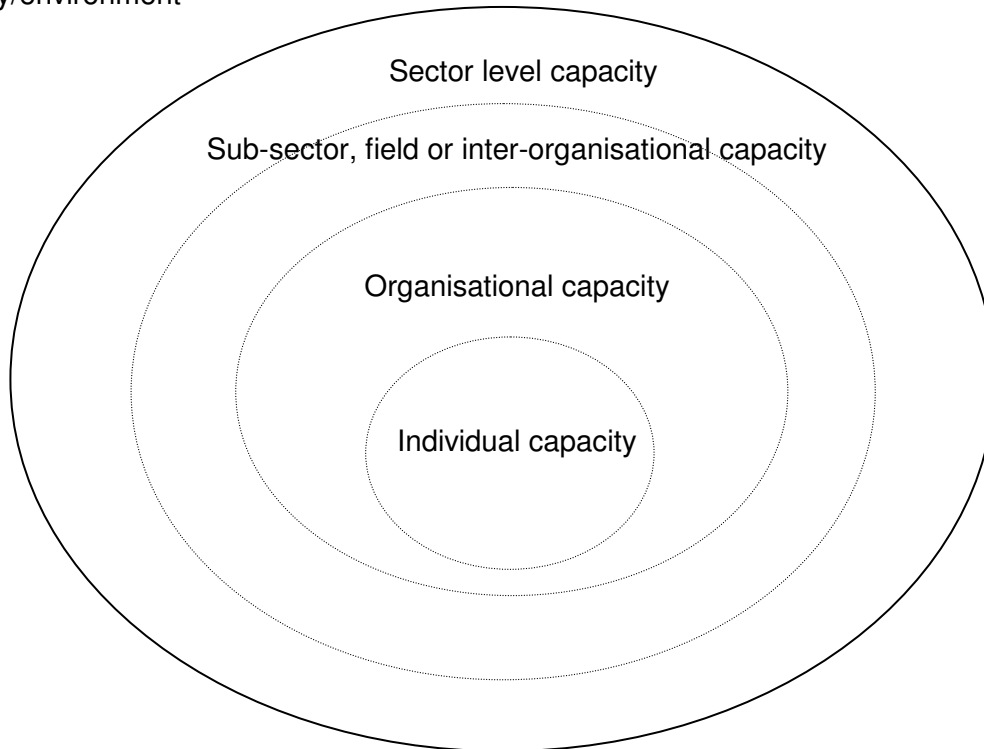 y/environment
Sector level capacity
Sub-sector, field or inter-organisational capacity
Organisational capacity
Individual capacity